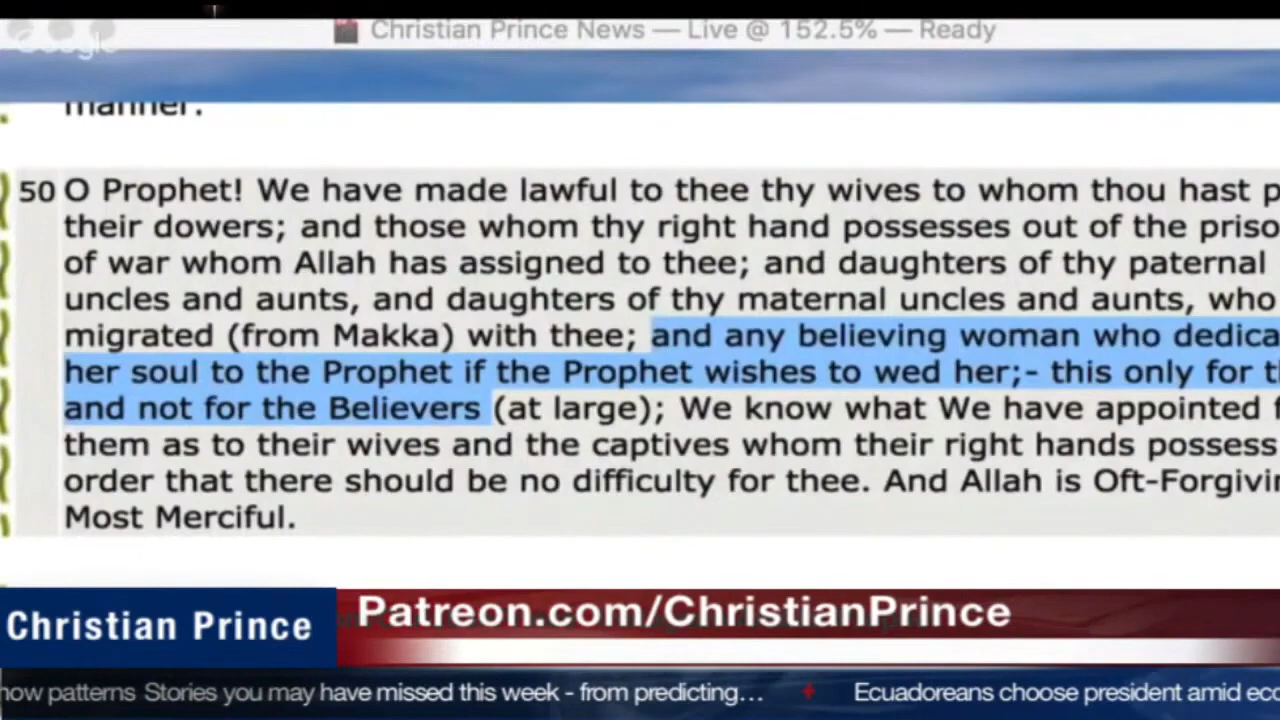 Christian Prince News — Live @ 152.5% — Ready
Google
manner.
50 O Prophet! We have made lawful to thee thy wives to whom thou hast p
their dowers; and those whom thy right hand possesses out of the priso
of war whom Allah has assigned to thee; and daughters of thy paternal
uncles and aunts, and daughters of thy maternal uncles and aunts, who
migrated (from Makka) with thee; and any believing woman who dedica
her soul to the Prophet if the Prophet wishes to wed her;- this only for t
and not for the Believers (at large); We know what We have appointed f
them as to their wives and the captives whom their right hands possess
order that there should be no difficulty for thee. And Allah is Oft-Forgivi
Most Merciful.
Christian Prince
Patreon.com/ChristianPrince
now patterns Stories you may have missed this week - from predicting... Ecuadoreans choose president amid eco